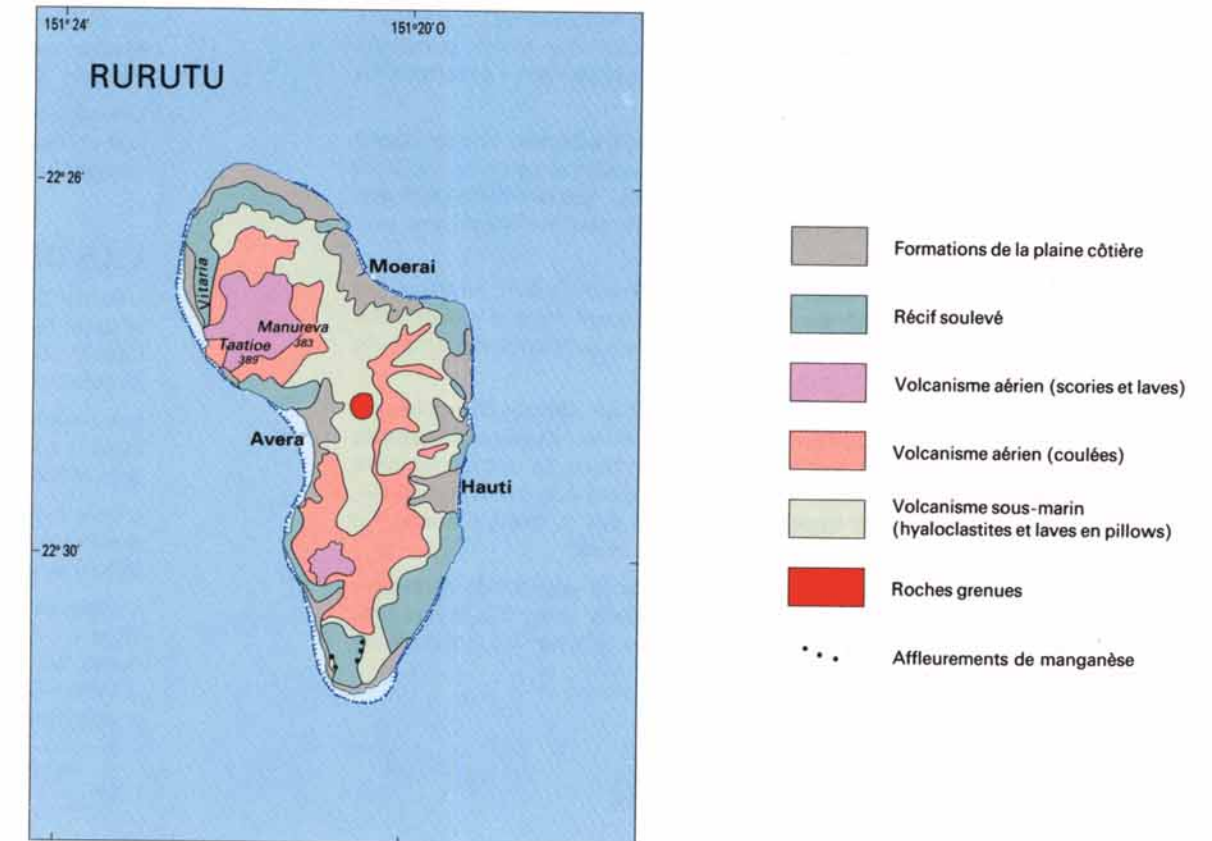 151° 24'
151° 20' O
RURUTU
22° 26'
Moerai
Vitaria
Manureva
383
Taatioe
389
Avera
Hauti
22° 30'
Formations de la plaine côtière
Récif soulevé
Volcanisme aérien (scories et laves)
Volcanisme aérien (coulées)
Volcanisme sous-marin
(hyaloclastites et laves en pillows)
Roches grenues
Affleurements de manganèse